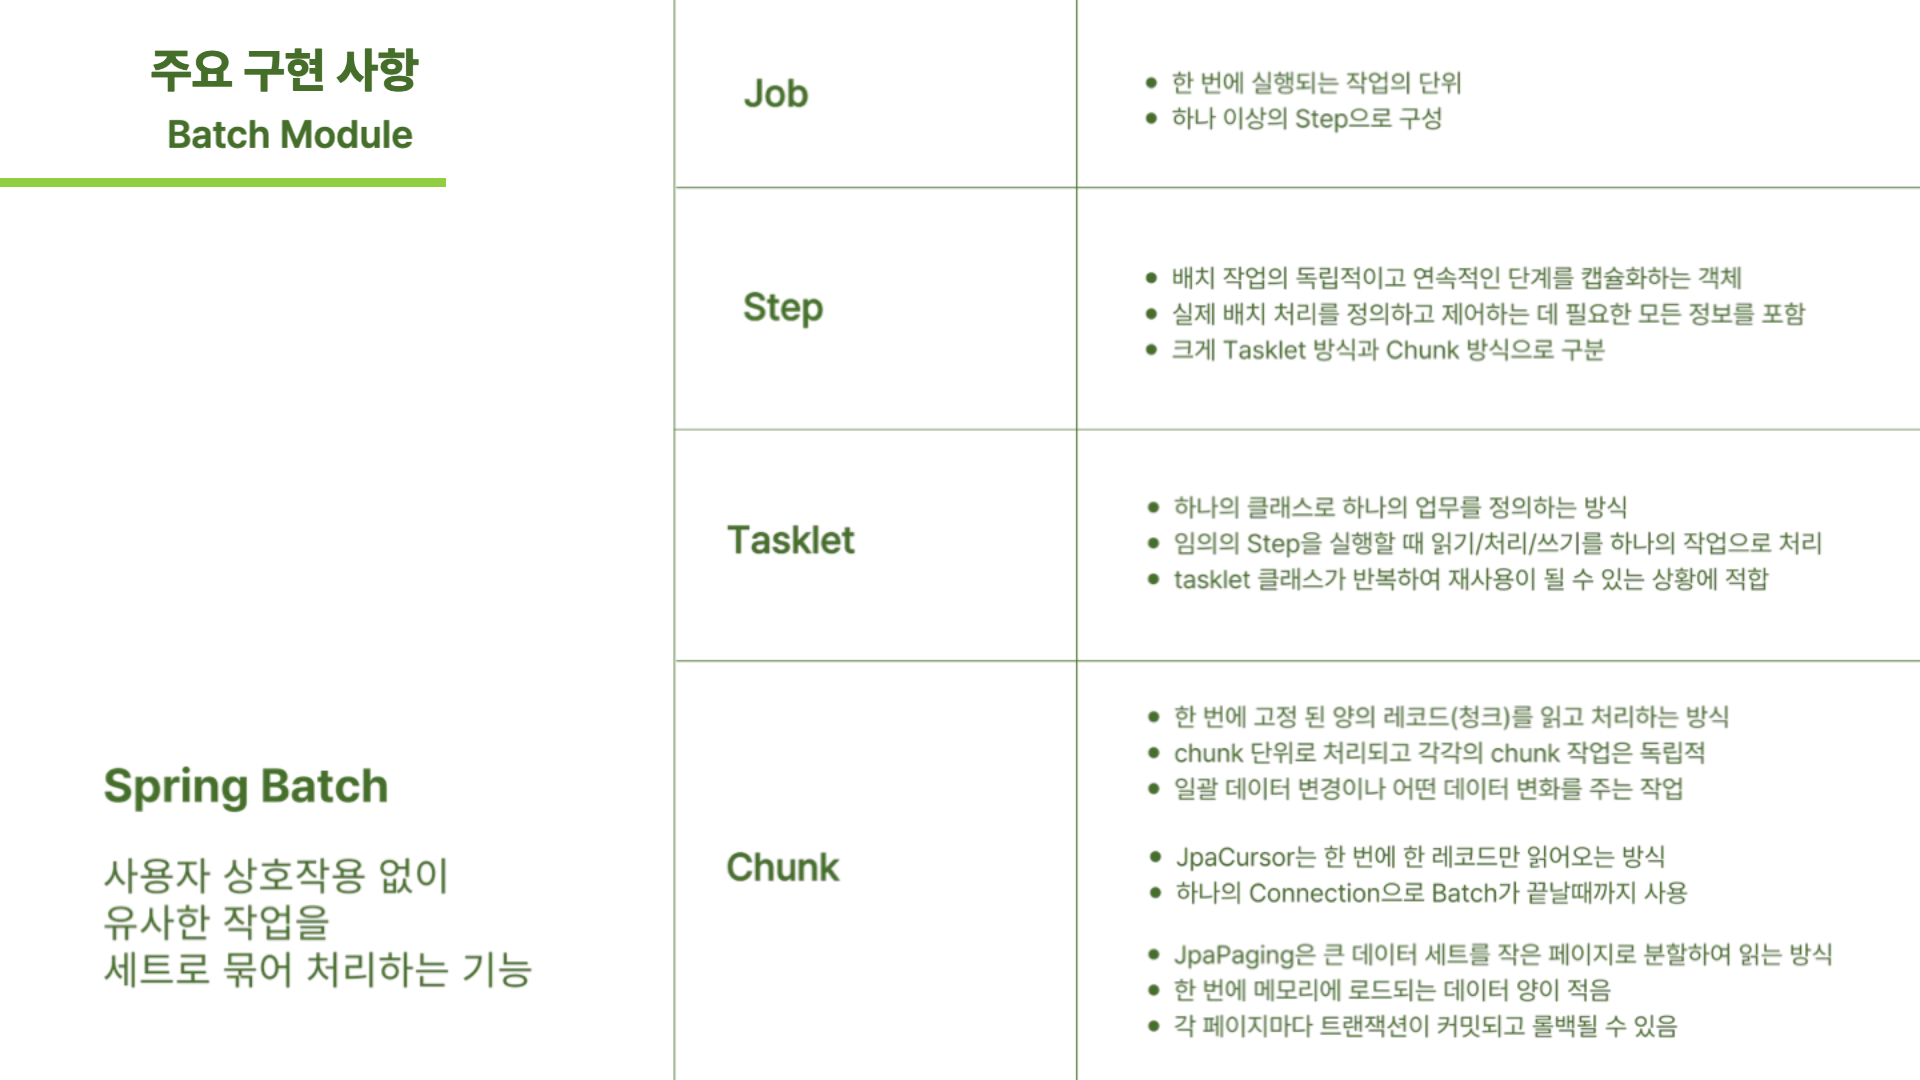 주요 구현 사항
Batch Module
Spring Batch
사용자 상호작용 없이
유사한 작업을
세트로 묶어 처리하는 기능
Job
• 한 번에 실행되는 작업의 단위
• 하나 이상의 Step으로 구성
Step
• 배치 작업의 독립적이고 연속적인 단계를 캡슐화하는 객체
• 실제 배치 처리를 정의하고 제어하는 데 필요한 모든 정보를 포함
• 크게 Tasklet 방식과 Chunk 방식으로 구분
Tasklet
• 하나의 클래스로 하나의 업무를 정의하는 방식
• 임의의 Step을 실행할 때 읽기/처리/쓰기를 하나의 작업으로 처리
• tasklet 클래스가 반복하여 재사용이 될 수 있는 상황에 적합
Chunk
• 한 번에 고정 된 양의 레코드(청크)를 읽고 처리하는 방식
• chunk 단위로 처리되고 각각의 chunk 작업은 독립적
• 일괄 데이터 변경이나 어떤 데이터 변화를 주는 작업
• JpaCursor는 한 번에 한 레코드만 읽어오는 방식
• 하나의 Connection으로 Batch가 끝날때까지 사용
• JpaPaging은 큰 데이터 세트를 작은 페이지로 분할하여 읽는 방식
• 한 번에 메모리에 로드되는 데이터 양이 적음
• 각 페이지마다 트랜잭션이 커밋되고 롤백될 수 있음